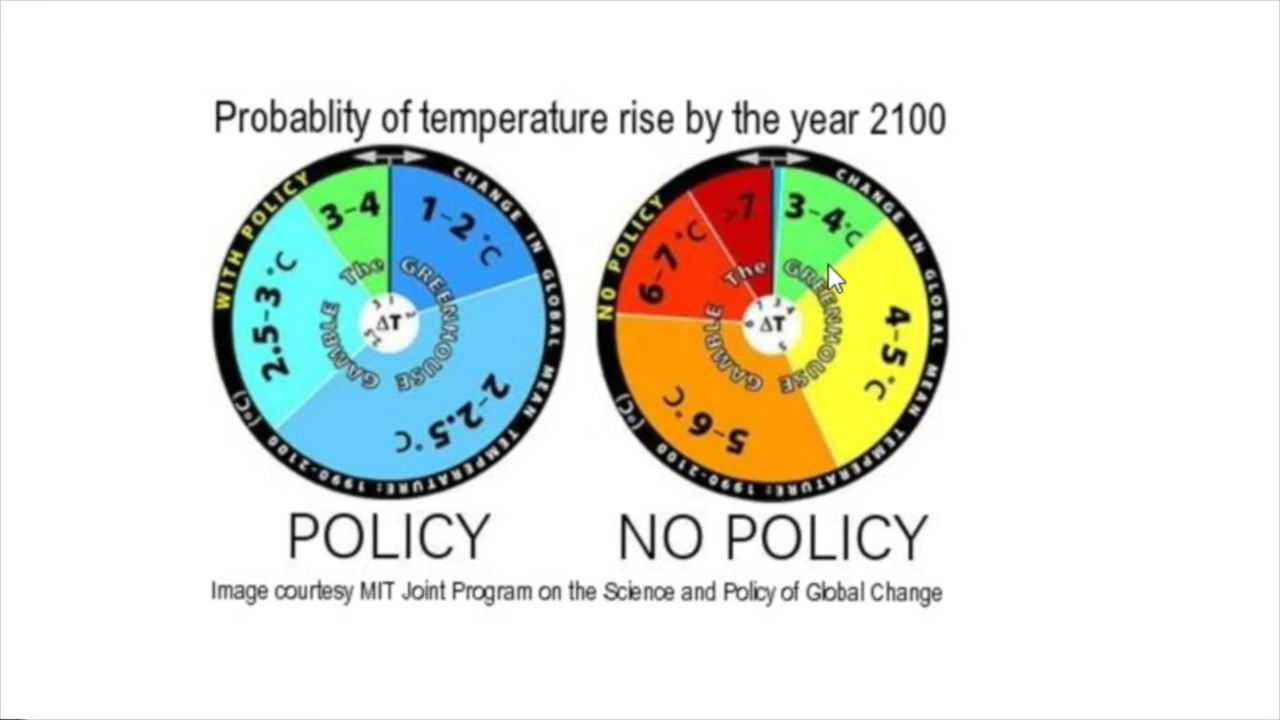 Probablity of temperature rise by the year 2100
WITH POLICY
CHANGE IN GLOBAL MEAN TEMPERATURE: 1990-2100 (°C)
3-4
1-2°C
2.5-3°C
2-2.5°C
The GREENHOUSE GAMBLE
ΔT
NO POLICY
CHANGE IN GLOBAL MEAN TEMPERATURE: 1990-2100 (°C)
>7
3-4°C
6-7°C
4-5°C
5-6°C
The GREENHOUSE GAMBLE
ΔT
POLICY
NO POLICY
Image courtesy MIT Joint Program on the Science and Policy of Global Change